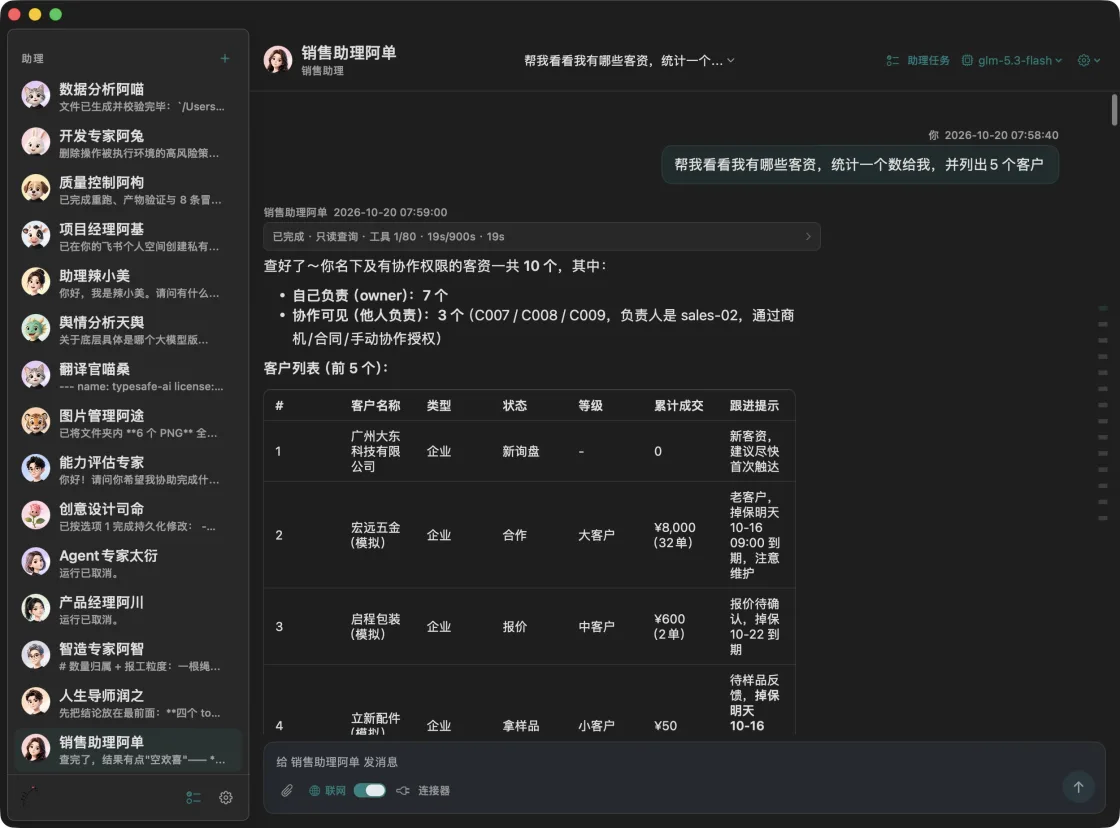 助理
+
数据分析阿喵
文件已生成并校验完毕：`/Users...
开发专家阿兔
删除操作被执行环境的高风险策...
质量控制阿构
已完成重跑、产物验证与 8 条冒...
项目经理阿基
已在你的飞书个人空间创建私有...
助理辣小美
你好，我是辣小美。请问有什么...
舆情分析天舆
关于底层具体是哪个大模型版...
翻译官喵桑
--- name: typesafe-ai license:...
图片管理阿途
已将文件夹内 **6 个 PNG** 全...
能力评估专家
你好！请问你希望我协助完成什...
创意设计司命
已按选项 1 完成持久化修改： -...
Agent专家太衍
运行已取消。
产品经理阿川
运行已取消。
智造专家阿智
# 数量归属 + 报工粒度：一根绳...
人生导师润之
先把结论放在最前面：**四个 to...
销售助理阿单
查完了，结果有点"空欢喜"—— *...
销售助理阿单
销售助理
帮我看看我有哪些客资，统计一个...
助理任务
glm-5.3-flash
你 2026-10-20 07:58:40
帮我看看我有哪些客资，统计一个数给我，并列出5 个客户
销售助理阿单 2026-10-20 07:59:00
已完成 · 只读查询 · 工具 1/80 · 19s/900s · 19s
查好了～你名下及有协作权限的客资一共 10 个，其中：
• 自己负责 (owner)：7 个
• 协作可见 (他人负责)：3 个 (C007 / C008 / C009，负责人是 sales-02，通过商
机/合同/手动协作授权)
客户列表 (前 5 个)：
# 客户名称 类型 状态 等级 累计成交 跟进提示
1 广州大东科技有限公司 企业 新询盘 - 0 新客资，建议尽快首次触达
2 宏远五金(模拟) 企业 合作 大客户 ¥8,000(32单) 老客户，掉保明天10-16 09:00 到期，注意维护
3 启程包装(模拟) 企业 报价 中客户 ¥600(2单) 报价待确认，掉保10-22 到期
4 立新配件(模拟) 企业 拿样品 小客户 ¥50 待样品反馈，掉保明天10-16
给 销售助理阿单 发消息
联网
连接器